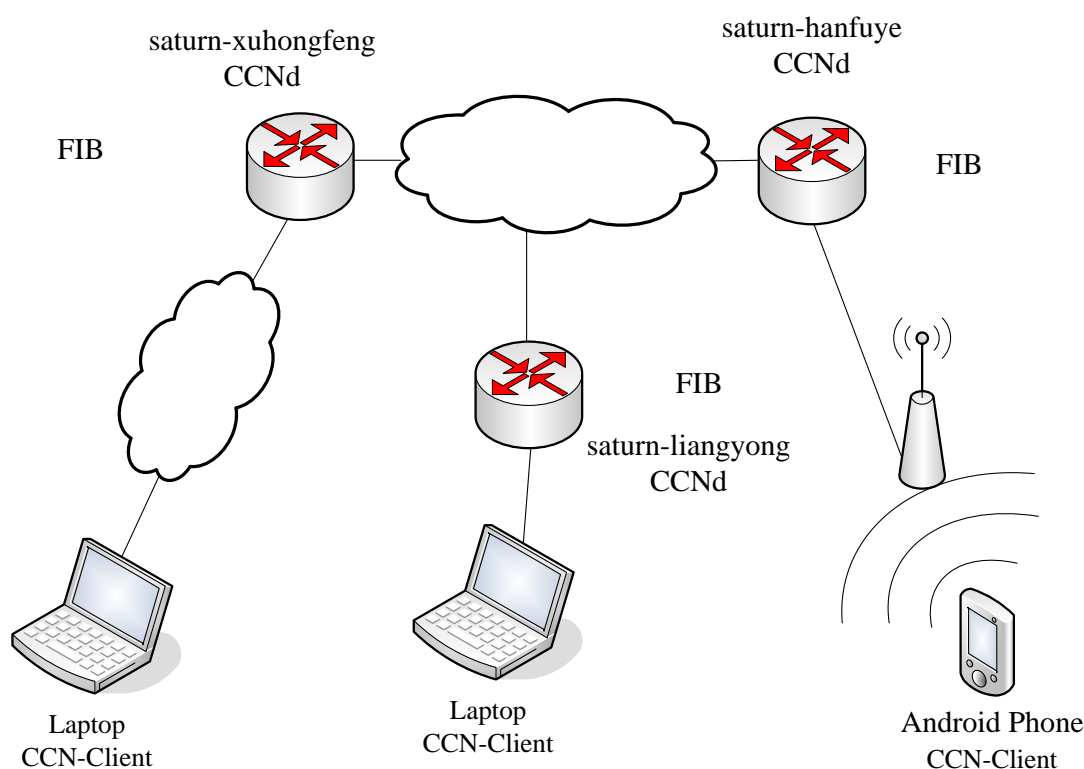 saturn-xuhongfeng
CCNd
saturn-hanfuye
CCNd
FIB
FIB
FIB
saturn-liangyong
CCNd
Laptop
CCN-Client
Laptop
CCN-Client
Android Phone
CCN-Client